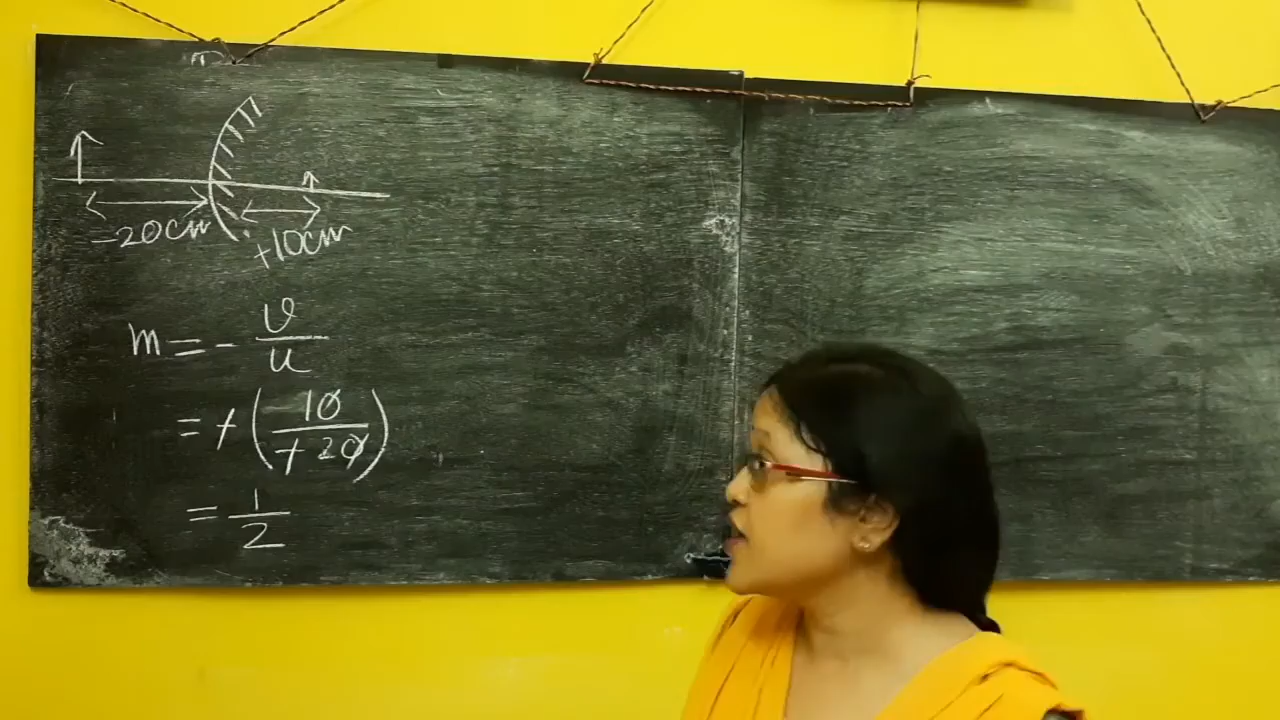 -20cm
+10cm
m = - v/u
= + (10/+20)
= 1/2